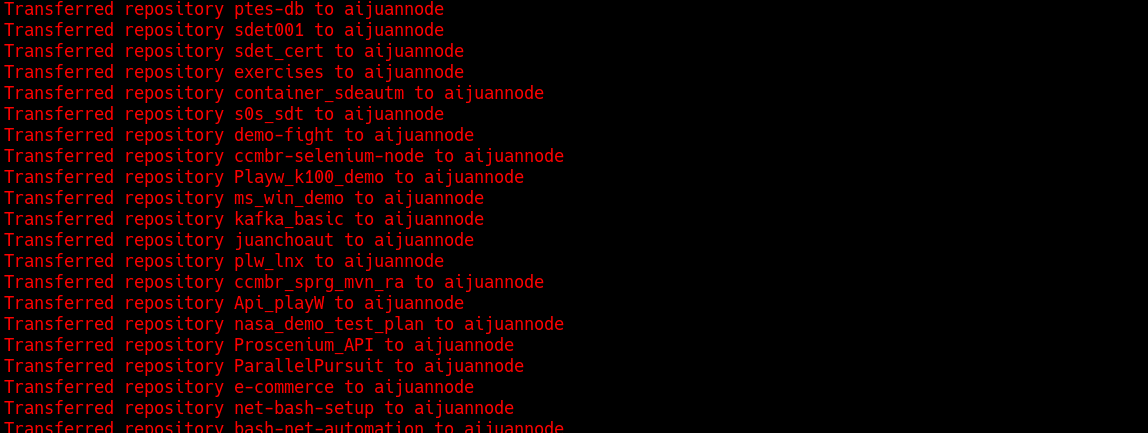 Transferred repository ptes-db to aijuannode
Transferred repository sdet001 to aijuannode
Transferred repository sdet_cert to aijuannode
Transferred repository exercises to aijuannode
Transferred repository container_sdeautm to aijuannode
Transferred repository s0s_sdt to aijuannode
Transferred repository demo-fight to aijuannode
Transferred repository ccmbr-selenium-node to aijuannode
Transferred repository Playw_k100_demo to aijuannode
Transferred repository ms_win_demo to aijuannode
Transferred repository kafka_basic to aijuannode
Transferred repository juanchoaut to aijuannode
Transferred repository plw_lnx to aijuannode
Transferred repository ccmbr_sprg_mvn_ra to aijuannode
Transferred repository Api_playW to aijuannode
Transferred repository nasa_demo_test_plan to aijuannode
Transferred repository Proscenium_API to aijuannode
Transferred repository ParallelPursuit to aijuannode
Transferred repository e-commerce to aijuannode
Transferred repository net-bash-setup to aijuannode
Transferred repository bash-net-automation to aijuannode